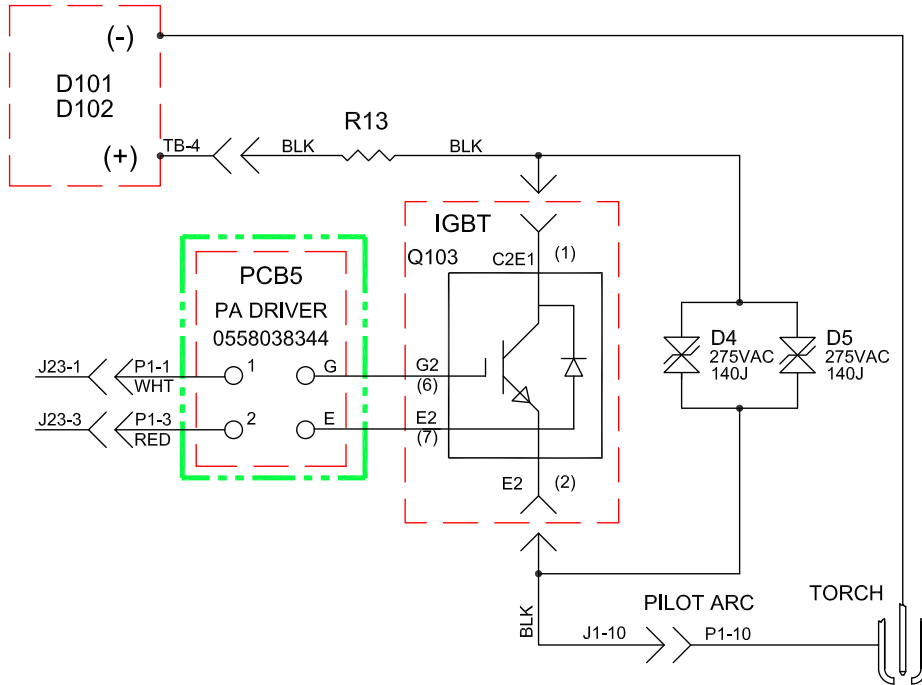 (-)
D101
D102
(+)
TB-4
BLK
R13
BLK
IGBT
Q103
C2E1
(1)
PCB5
PA DRIVER
0558038344
J23-1
P1-1
WHT
1
G
G2
(6)
J23-3
P1-3
RED
2
E
E2
(7)
E2
(2)
D4
275VAC
140J
D5
275VAC
140J
BLK
J1-10
PILOT ARC
P1-10
TORCH